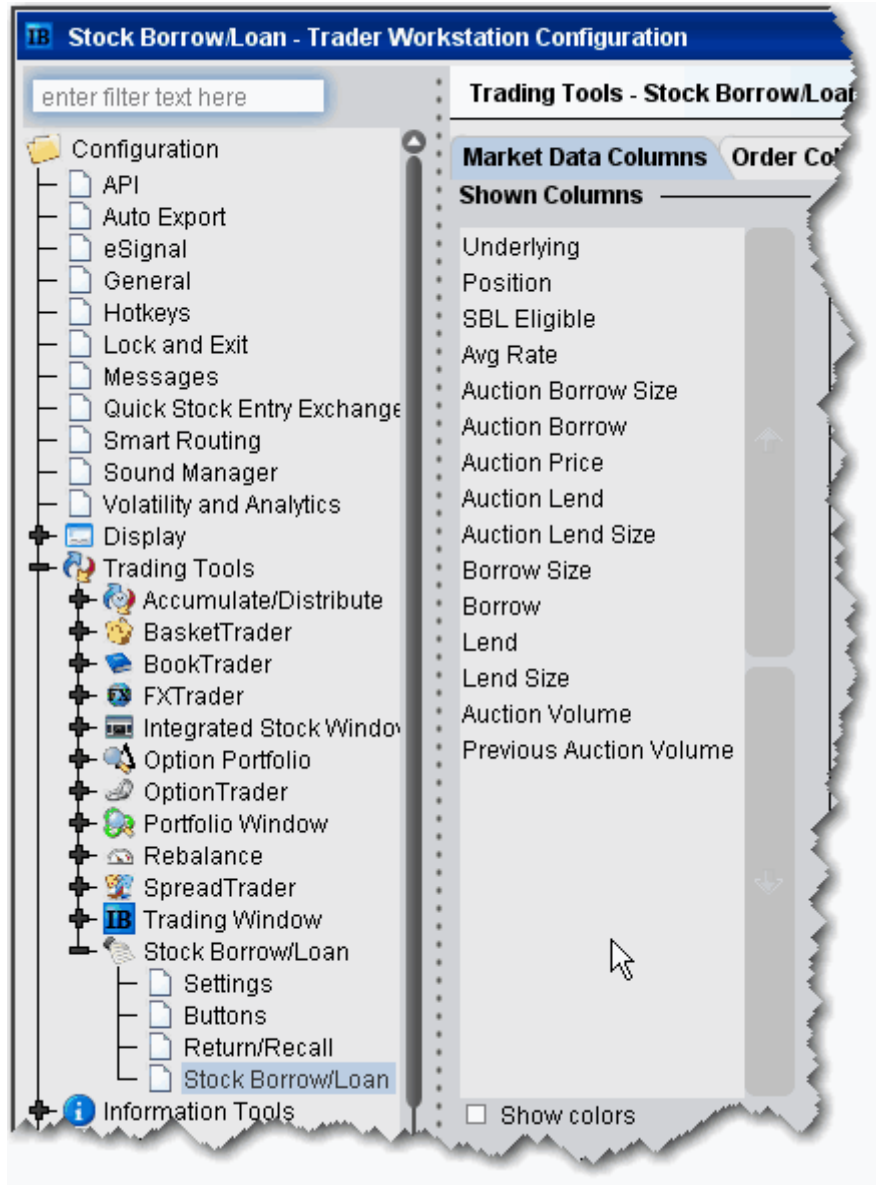 IB Stock Borrow/Loan - Trader Workstation Configuration
enter filter text here
Configuration
API
Auto Export
eSignal
General
Hotkeys
Lock and Exit
Messages
Quick Stock Entry Exchange
Smart Routing
Sound Manager
Volatility and Analytics
Display
Trading Tools
Accumulate/Distribute
BasketTrader
BookTrader
FX FXTrader
Integrated Stock Window
Option Portfolio
OptionTrader
Portfolio Window
Rebalance
SpreadTrader
IB Trading Window
Stock Borrow/Loan
Settings
Buttons
Return/Recall
Stock Borrow/Loan
Information Tools
Trading Tools - Stock Borrow/Loan
Market Data Columns
Order Col
Shown Columns
Underlying
Position
SBL Eligible
Avg Rate
Auction Borrow Size
Auction Borrow
Auction Price
Auction Lend
Auction Lend Size
Borrow Size
Borrow
Lend
Lend Size
Auction Volume
Previous Auction Volume
Show colors